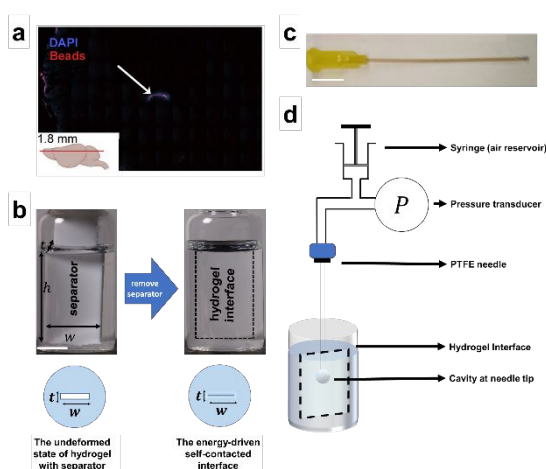 a
DAPI
Beads
1.8 mm
b
t
h
separator
w
remove
separator
hydrogel
interface
t
w
t
w
The undeformed
state of hydrogel
with separator
The energy-driven
self-contacted
interface
c
d
Syringe (air reservoir)
P
Pressure transducer
PTFE needle
Hydrogel Interface
Cavity at needle tip